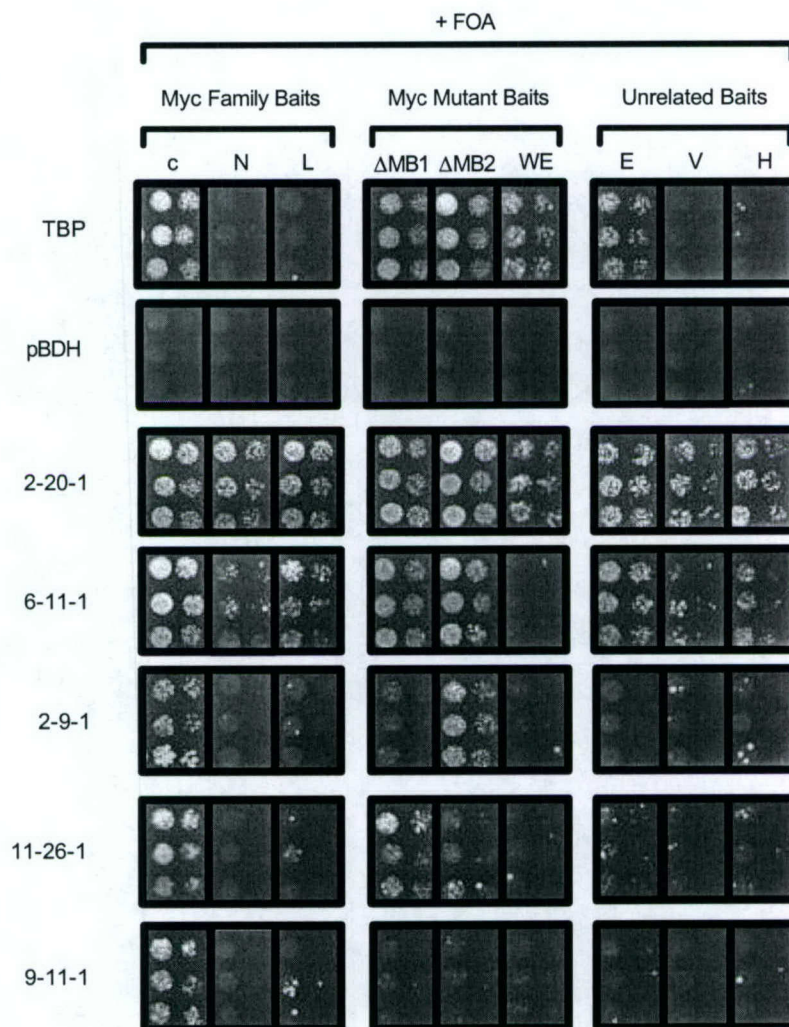 + FOA
Myc Family Baits
Myc Mutant Baits
Unrelated Baits
c N L
ΔMB1 ΔMB2 WE
E V H
TBP
pBDH
2-20-1
6-11-1
2-9-1
11-26-1
9-11-1